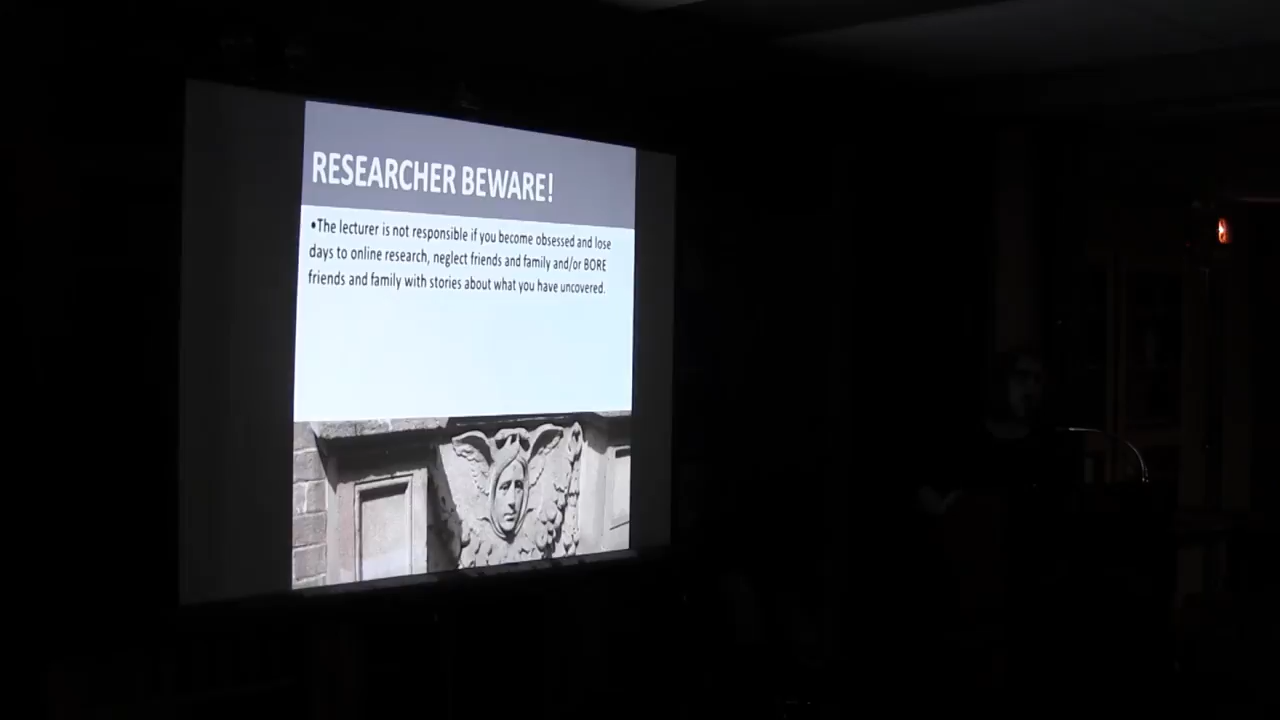 RESEARCHER BEWARE!
•The lecturer is not responsible if you become obsessed and lose
days to online research, neglect friends and family and/or BORE
friends and family with stories about what you have uncovered.